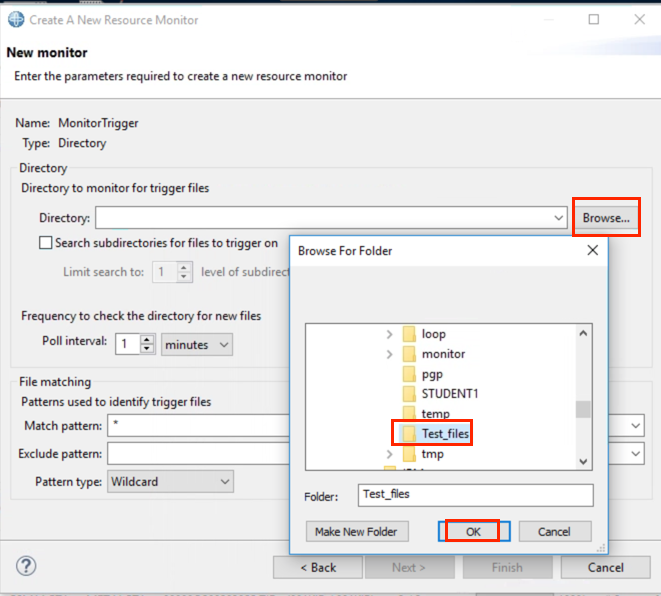 Create A New Resource Monitor
New monitor
Enter the parameters required to create a new resource monitor
Name: MonitorTrigger
Type: Directory
Directory
Directory to monitor for trigger files
Directory: Browse...
Search subdirectories for files to trigger on
Limit search to: 1 level of subdirect
Frequency to check the directory for new files
Poll interval: 1 minutes
File matching
Patterns used to identify trigger files
Match pattern: *
Exclude pattern:
Pattern type: Wildcard
Browse For Folder
loop
monitor
pgp
STUDENT1
temp
Test_files
tmp
Folder: Test_files
Make New Folder OK Cancel
? < Back Next > Finish Cancel